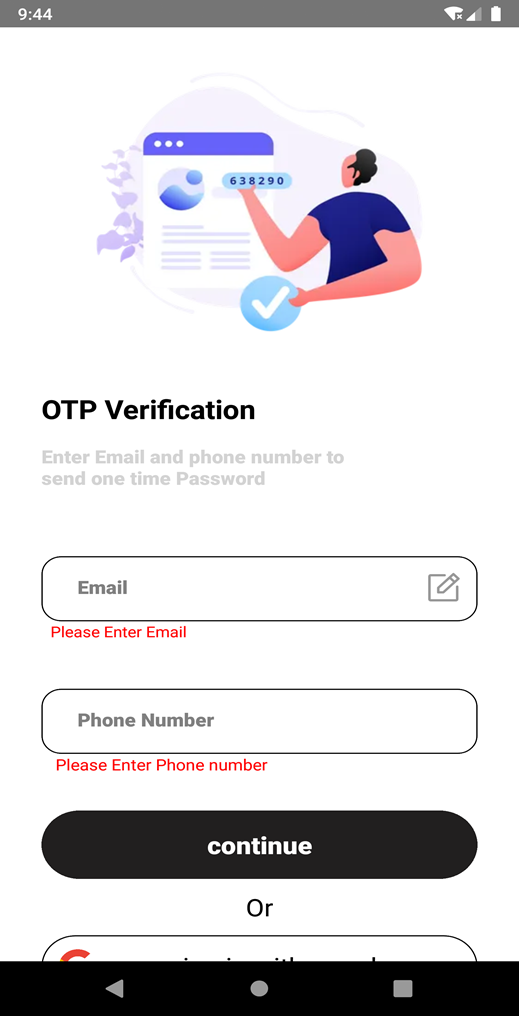 9:44
638290
OTP Verification
Enter Email and phone number to
send one time Password
Email
Please Enter Email
Phone Number
Please Enter Phone number
continue
Or